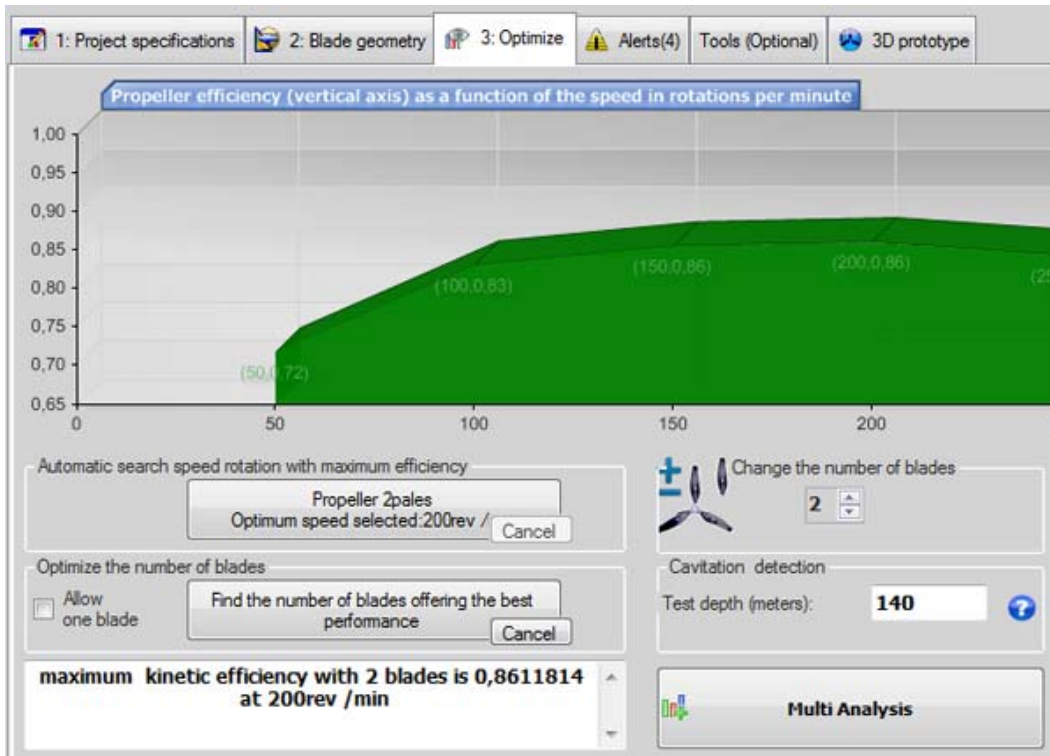 1: Project specifications
2: Blade geometry
3: Optimize
Alerts(4)
Tools (Optional)
3D prototype
Propeller efficiency (vertical axis) as a function of the speed in rotations per minute
1,00
0,95
0,90
0,85
0,80
0,75
0,70
0,65
(50,0,72)
(100,0,83)
(150,0,86)
(200,0,86)
0
50
100
150
200
Automatic search speed rotation with maximum efficiency
Propeller 2pales
Optimum speed selected:200rev /
Cancel
Change the number of blades
2
Optimize the number of blades
Allow
one blade
Find the number of blades offering the best
performance
Cancel
Cavitation detection
Test depth (meters):
140
?
maximum kinetic efficiency with 2 blades is 0,8611814
at 200rev /min
Multi Analysis